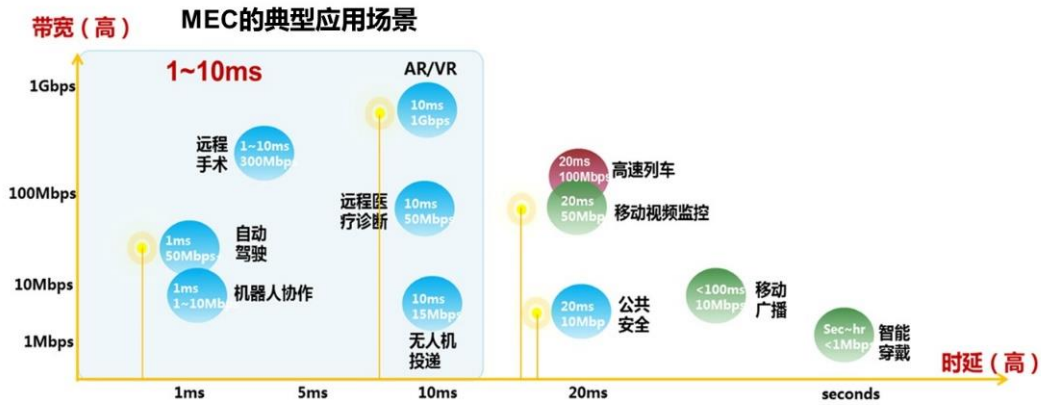 MEC的典型应用场景
带宽（高）
1~10ms
AR/VR
1Gbps
10ms
1Gbps
远程
手术
1~10ms
300Mbps
20ms
100Mbps
高速列车
100Mbps
远程医
疗诊断
10ms
50Mbps
20ms
50Mbps
移动视频监控
1ms
50Mbps
自动
驾驶
10Mbps
1ms
1~10Mb
机器人协作
10ms
15Mbps
无人机
投递
20ms
10Mbp
公共
安全
<100ms
10Mbps
移动
广播
1Mbps
Sec~hr
<1Mbps
智能
穿戴
时延（高）
1ms
5ms
10ms
20ms
seconds